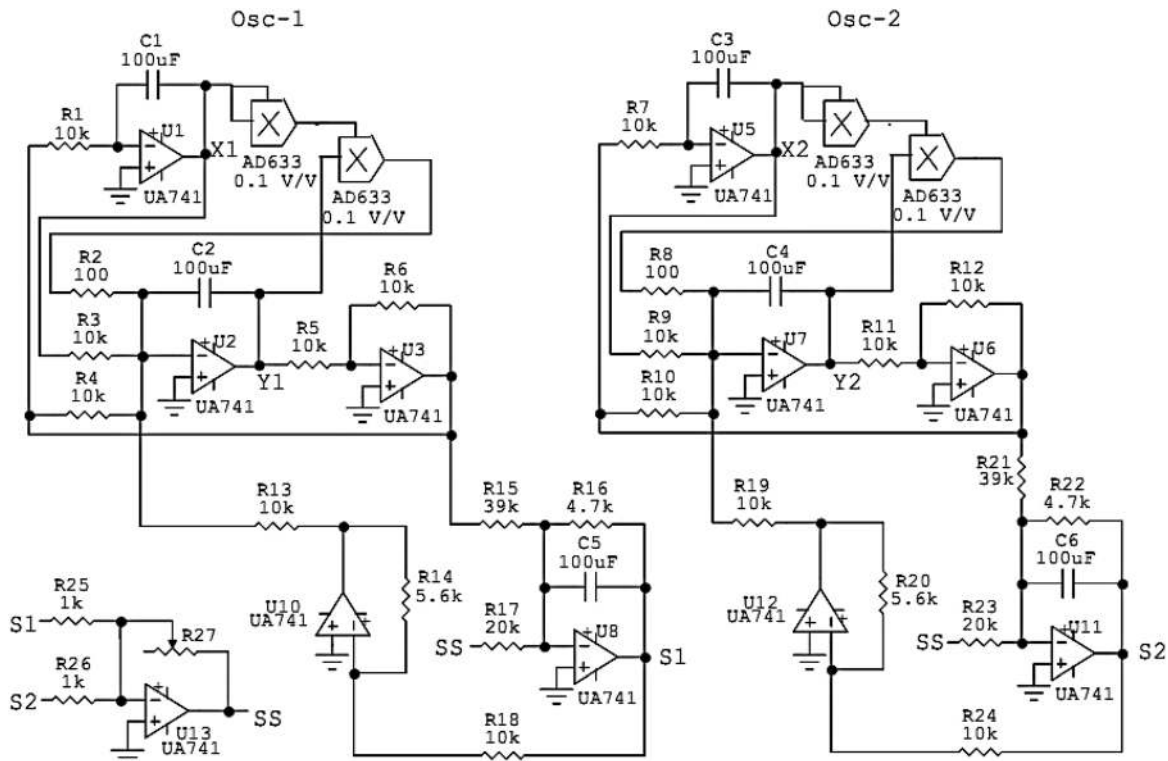 Osc-1
C1
100uF
R1
10k
U1
X1
UA741
AD633
0.1 V/V
AD633
0.1 V/V
R2
100
C2
100uF
R6
10k
R3
10k
U2
R5
10k
U3
R4
10k
Y1
UA741
UA741
R13
10k
R15
39k
R16
4.7k
C5
100uF
R14
5.6k
U10
UA741
R17
20k
SS
U8
S1
UA741
R18
10k
R25
1k
S1
R27
R26
1k
S2
SS
U13
UA741
Osc-2
C3
100uF
R7
10k
U5
X2
UA741
AD633
0.1 V/V
AD633
0.1 V/V
R8
100
C4
100uF
R12
10k
R9
10k
U7
R11
10k
U6
R10
10k
Y2
UA741
UA741
R21
39k
R19
10k
R22
4.7k
C6
100uF
R20
5.6k
U12
UA741
R23
20k
SS
U11
S2
UA741
R24
10k